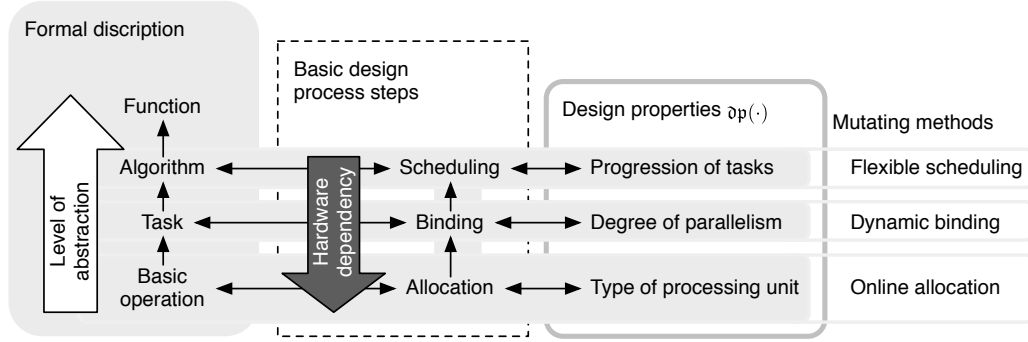 Formal discription
Basic design
process steps
Design properties 𝔡𝔭(·)
Mutating methods
Function
Algorithm
Scheduling
Progression of tasks
Flexible scheduling
Task
Binding
Degree of parallelism
Dynamic binding
Basic
operation
Allocation
Type of processing unit
Online allocation
Level of
abstraction
Hardware
dependency